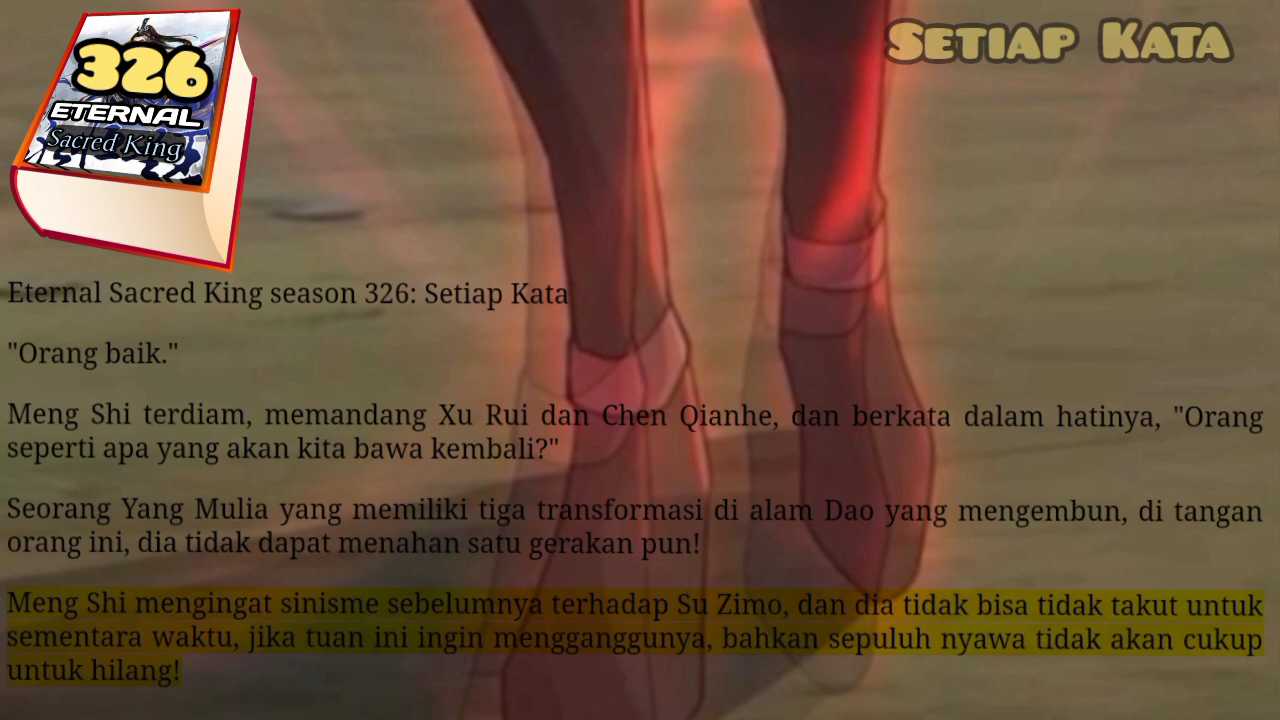 326
ETERNAL
Sacred King
Setiap Kata
Eternal Sacred King season 326: Setiap Kata
"Orang baik."
Meng Shi terdiam, memandang Xu Rui dan Chen Qianhe, dan berkata dalam hatinya, "Orang
seperti apa yang akan kita bawa kembali?"
Seorang Yang Mulia yang memiliki tiga transformasi di alam Dao yang mengembun, di tangan
orang ini, dia tidak dapat menahan satu gerakan pun!
Meng Shi mengingat sinisme sebelumnya terhadap Su Zimo, dan dia tidak bisa tidak takut untuk
sementara waktu, jika tuan ini ingin mengganggunya, bahkan sepuluh nyawa tidak akan cukup
untuk hilang!